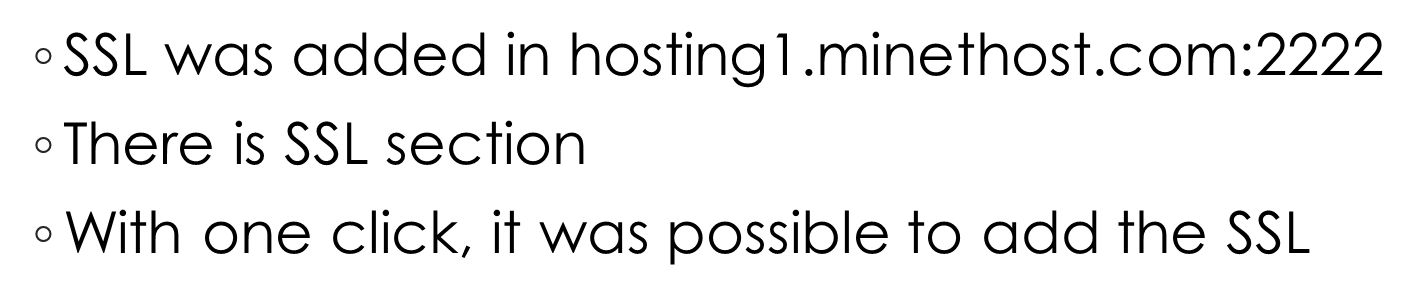 ◦ SSL was added in hosting1.minethost.com:2222
◦ There is SSL section
◦ With one click, it was possible to add the SSL